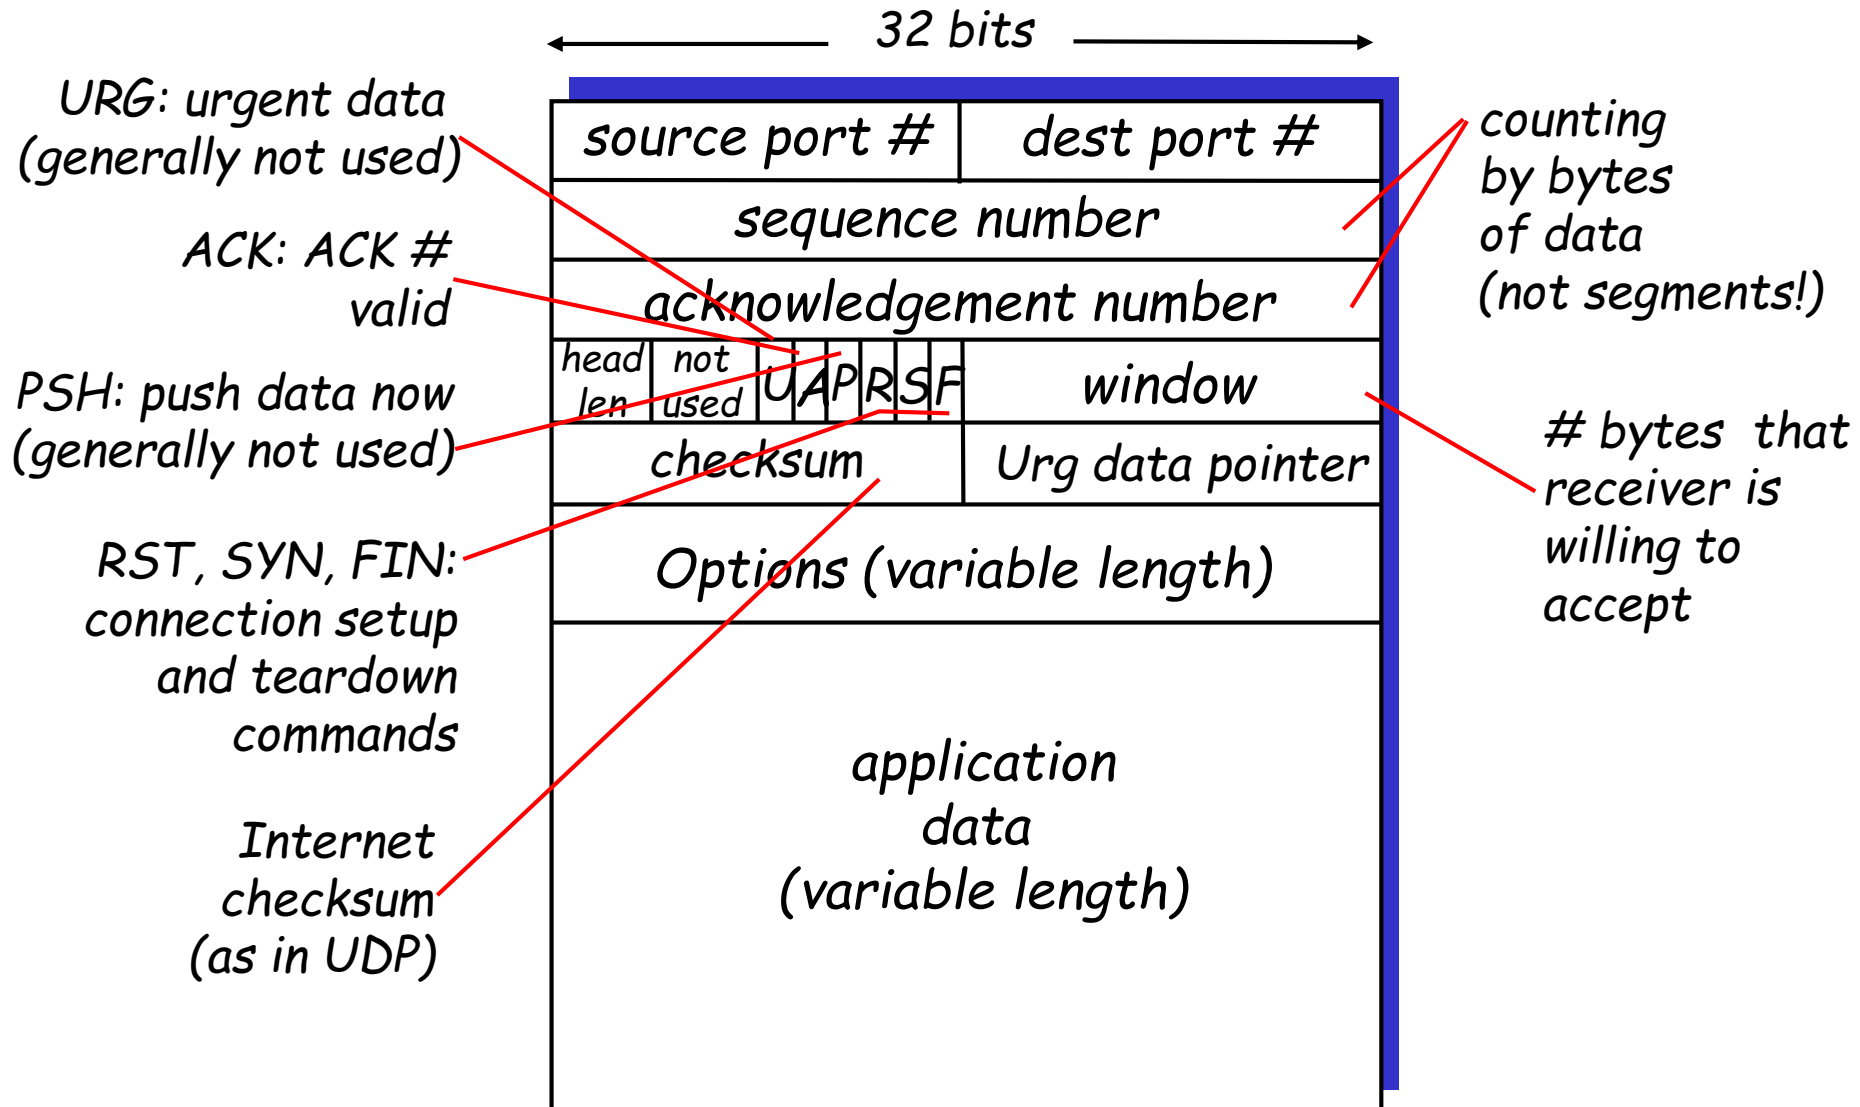 32 bits
URG: urgent data
(generally not used)
ACK: ACK #
valid
PSH: push data now
(generally not used)
RST, SYN, FIN:
connection setup
and teardown
commands
Internet
checksum
(as in UDP)
source port #
dest port #
sequence number
acknowledgement number
head
len
not
used
U
A
P
R
S
F
window
checksum
Urg data pointer
Options (variable length)
application
data
(variable length)
counting
by bytes
of data
(not segments!)
# bytes that
receiver is
willing to
accept